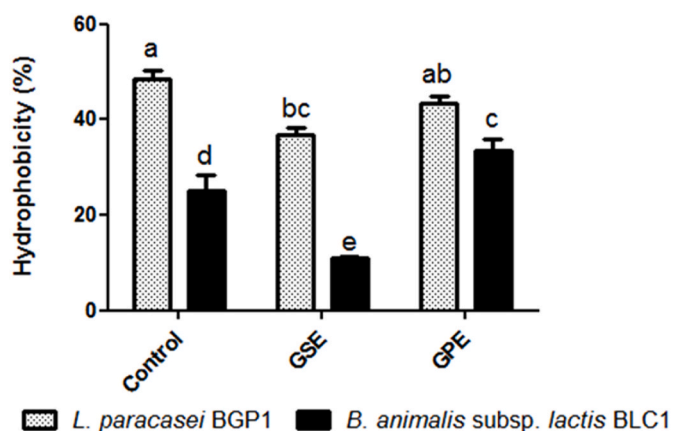 60
40
20
0
Hydrophobicity (%)
a
d
bc
e
ab
c
Control
GSE
GPE
L. paracasei BGP1 B. animalis subsp. lactis BLC1